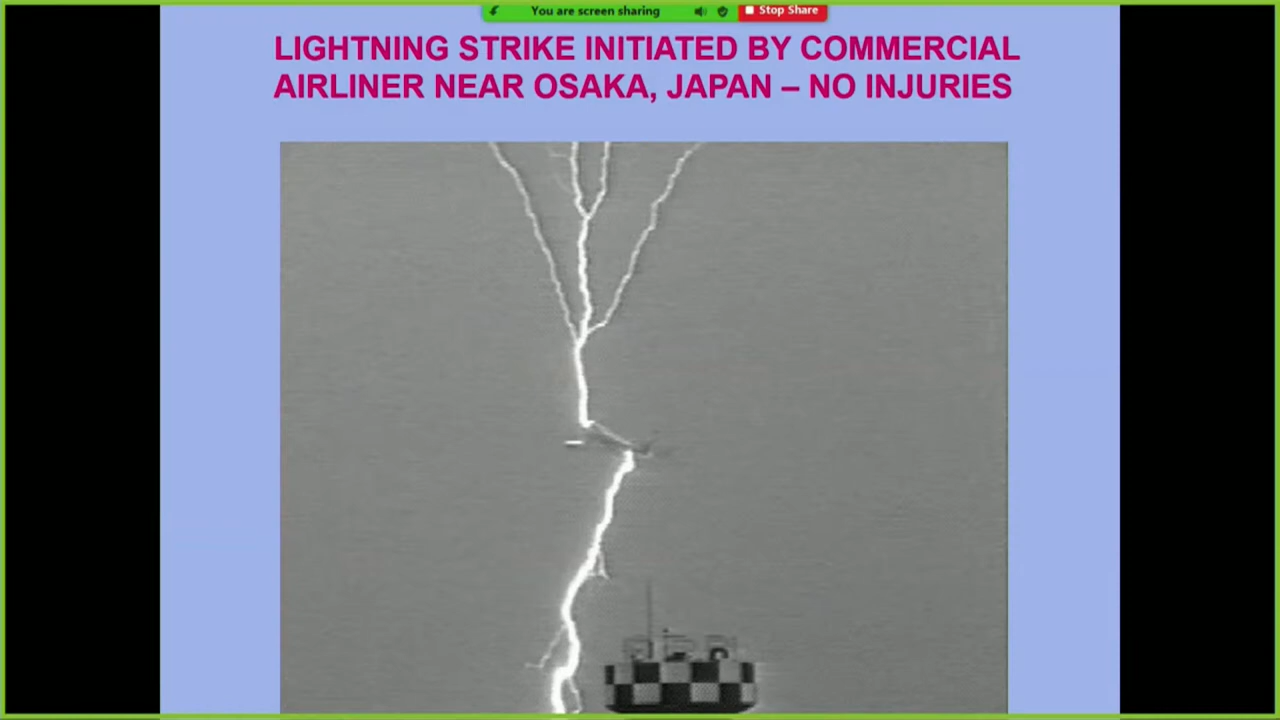 You are screen sharing
Stop Share
LIGHTNING STRIKE INITIATED BY COMMERCIAL
AIRLINER NEAR OSAKA, JAPAN – NO INJURIES